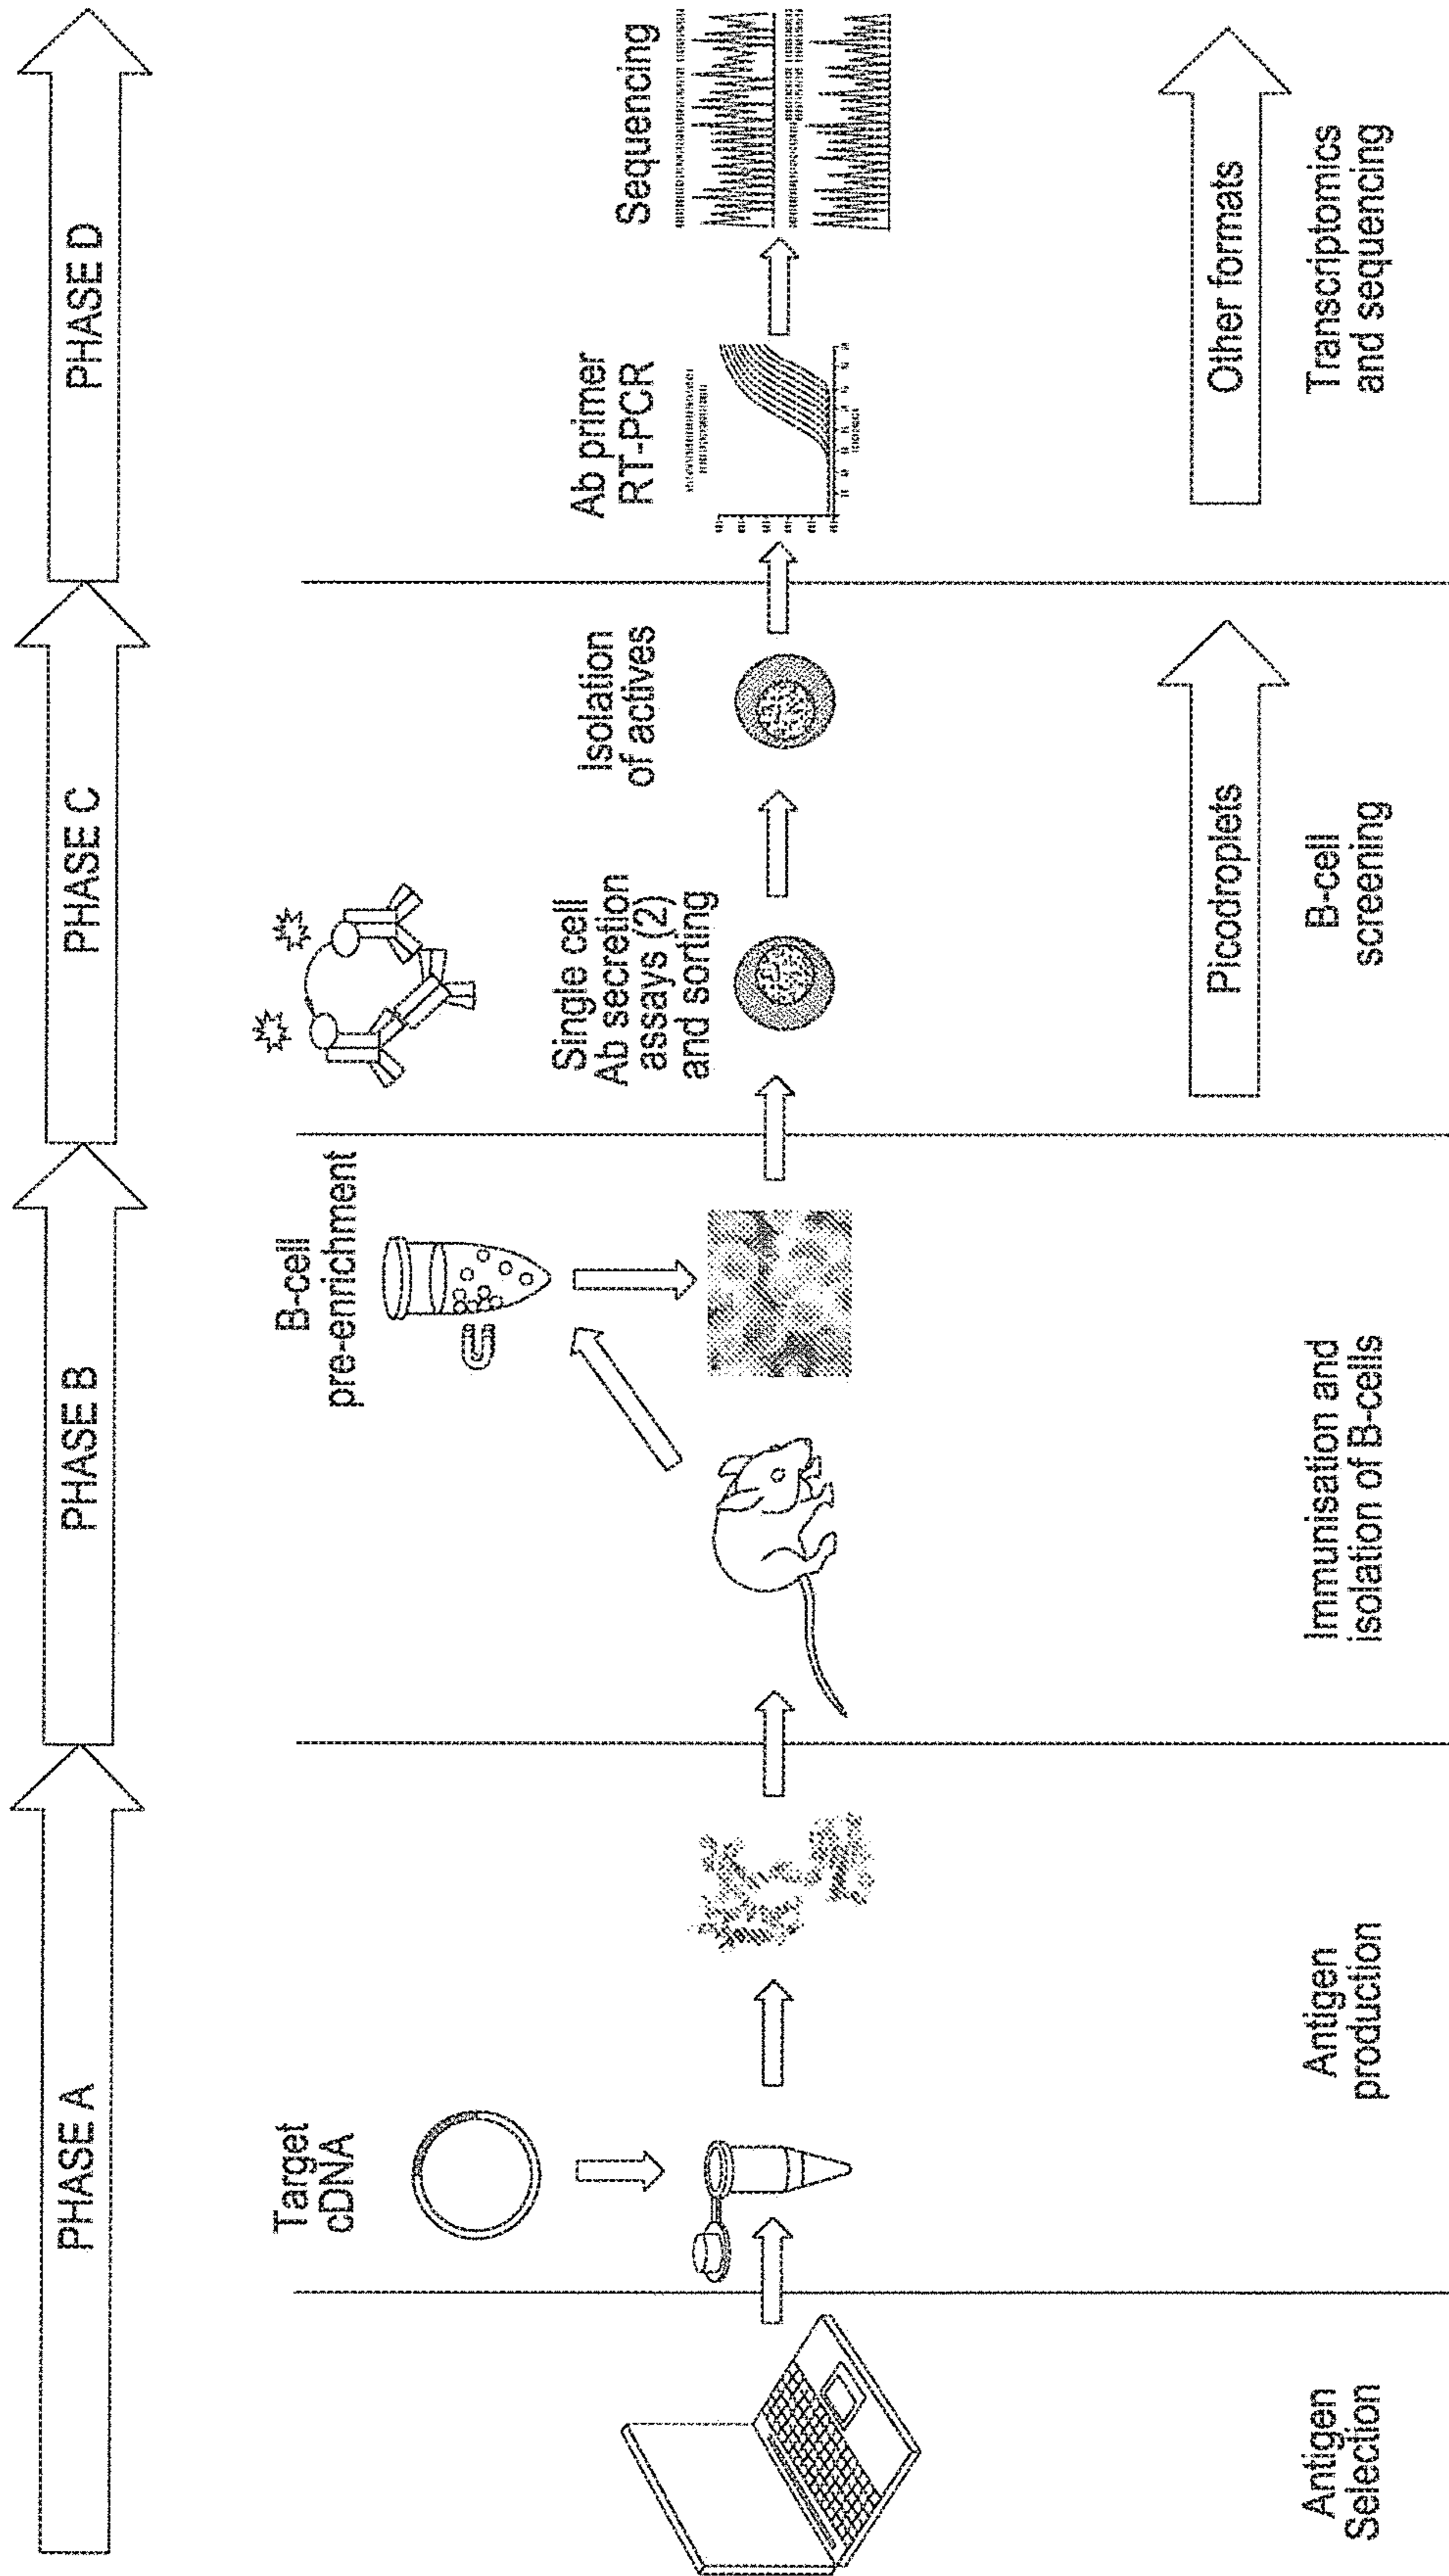 PHASE A
PHASE B
PHASE C
PHASE D
Target
cDNA
B-cell
pre-enrichment
Single cell
Ab secretion
assays (2)
and sorting
Isolation
of actives
Ab primer
RT-PCR
Sequencing
Picodroplets
Other formats
Antigen
Selection
Antigen
production
Immunisation and
isolation of B-cells
B-cell
screening
Transcriptomics
and sequencing